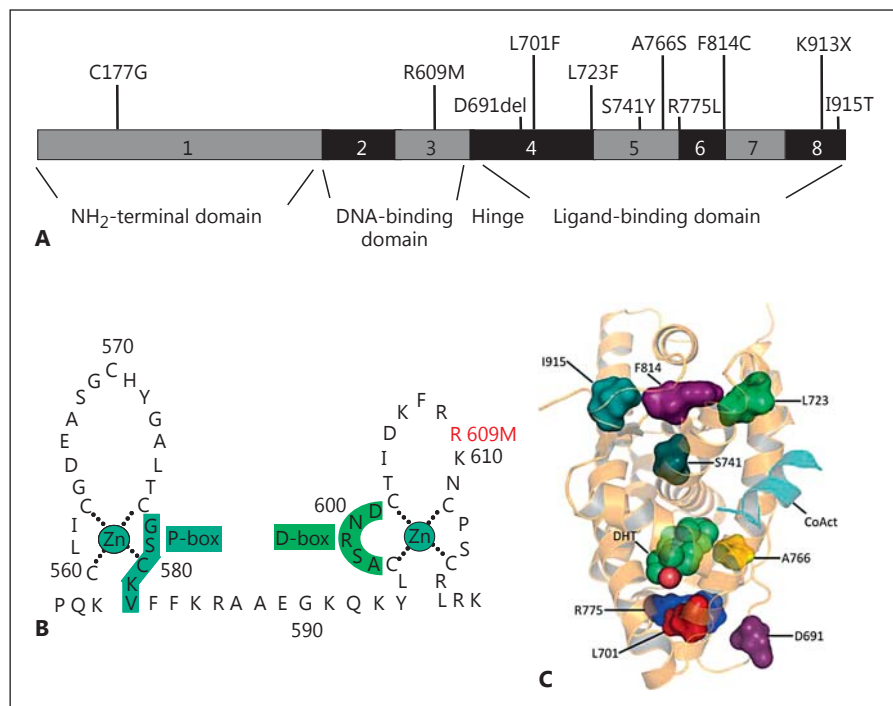 L701F A766S F814C K913X
C177G R609M L723F
D691del S741Y R775L I915T
1 2 3 4 5 6 7 8
NH2-terminal domain DNA-binding domain Hinge Ligand-binding domain
A
570
S G C H Y G A L T C
A E D G C I L
560 C
Zn
G S C K V
P-box
580
P Q K
F F K R A A E G K Q K Y
590
D-box
600
D N R S A
C T I D K F R
R 609M
K 610
N C P S C R
Zn
C L
L R K
B
I915
F814
L723
S741
CoAct
DHT
A766
R775
L701
D691
C